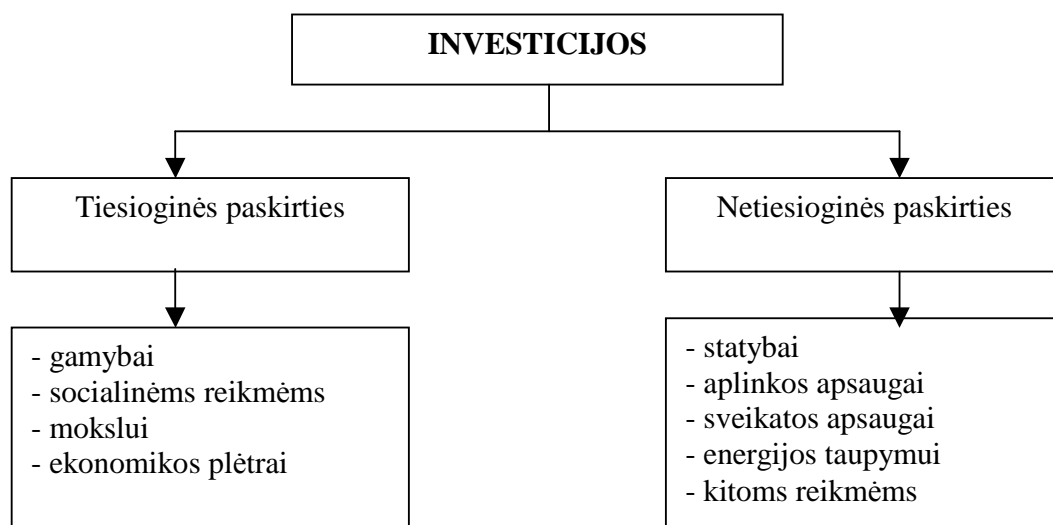 INVESTICIJOS
Tiesioginės paskirties
Netiesioginės paskirties
- gamybai
- socialinėms reikmėms
- mokslui
- ekonomikos plėtrai
- statybai
- aplinkos apsaugai
- sveikatos apsaugai
- energijos taupymui
- kitoms reikmėms